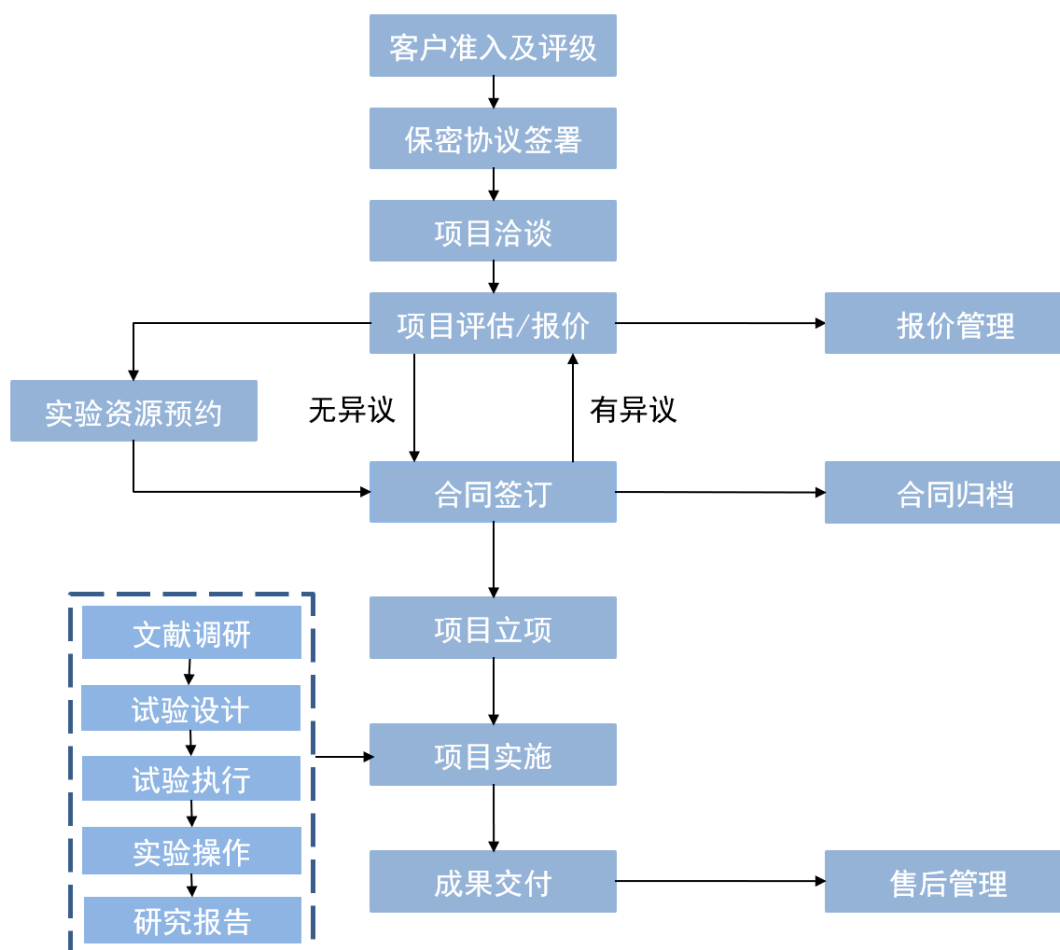 客户准入及评级
保密协议签署
项目洽谈
项目评估/报价
报价管理
实验资源预约
无异议
有异议
合同签订
合同归档
项目立项
文献调研
试验设计
试验执行
实验操作
研究报告
项目实施
成果交付
售后管理